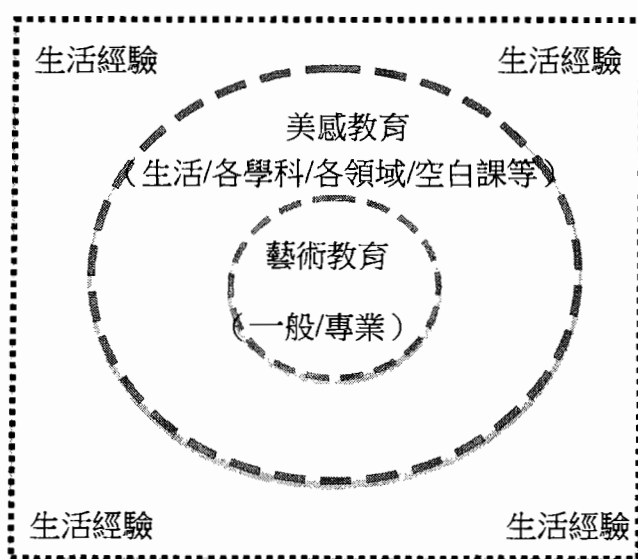 生活經驗
生活經驗
美感教育
（生活/各學科/各領域/空白課等）
藝術教育
（一般/專業）
生活經驗
生活經驗